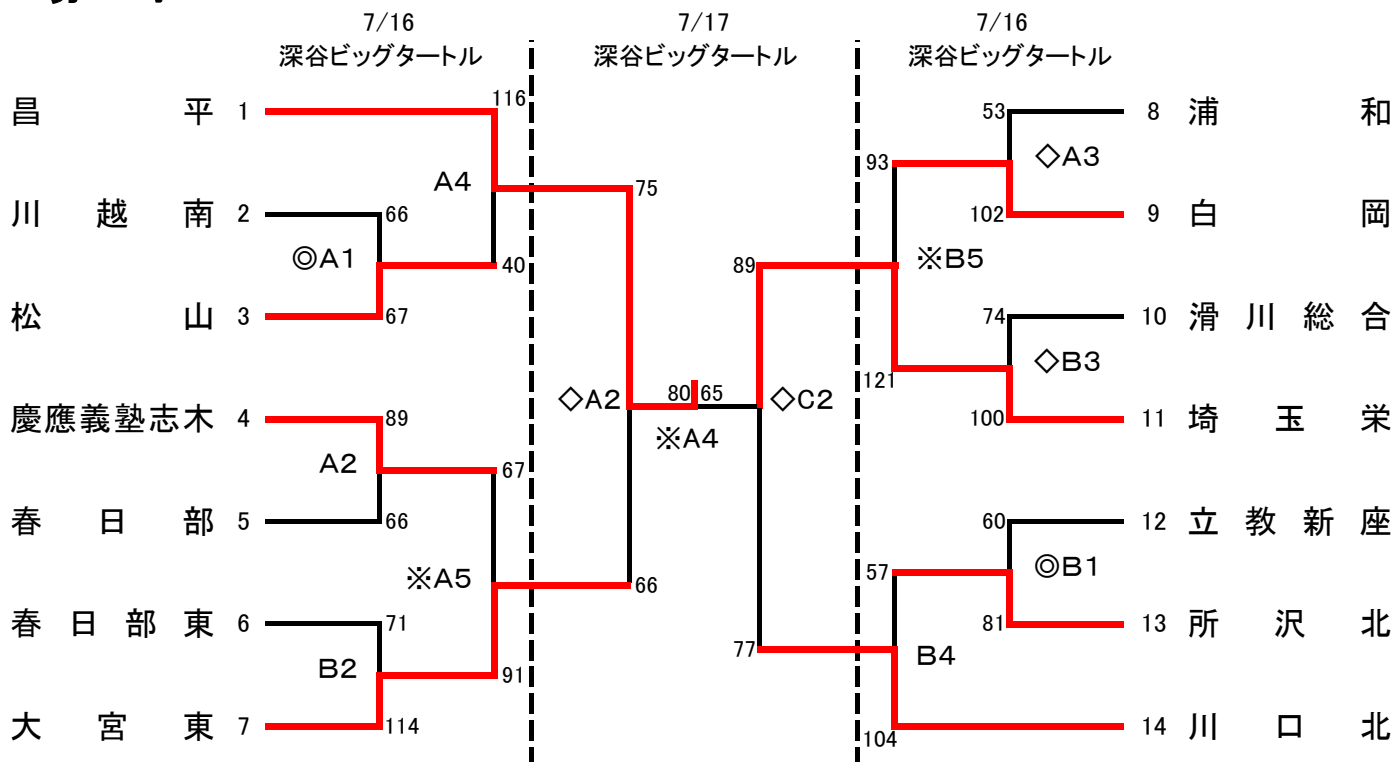 7/16
深谷ビッグタートル
7/17
深谷ビッグタートル
7/16
深谷ビッグタートル
昌平 1
116
A4
川越南 2
66
◎A1
40
松山 3
67
慶應義塾志木 4
89
A2
67
春日部 5
66
※A5
春日部東 6
71
B2
91
大宮東 7
114
75
◇A2
66
80 65
※A4
89
◇C2
77
53
8 浦和
◇A3
93
102
9 白岡
※B5
74
10 滑川総合
◇B3
121
100
11 埼玉栄
60
12 立教新座
◎B1
57
81
13 所沢北
B4
104
14 川口北